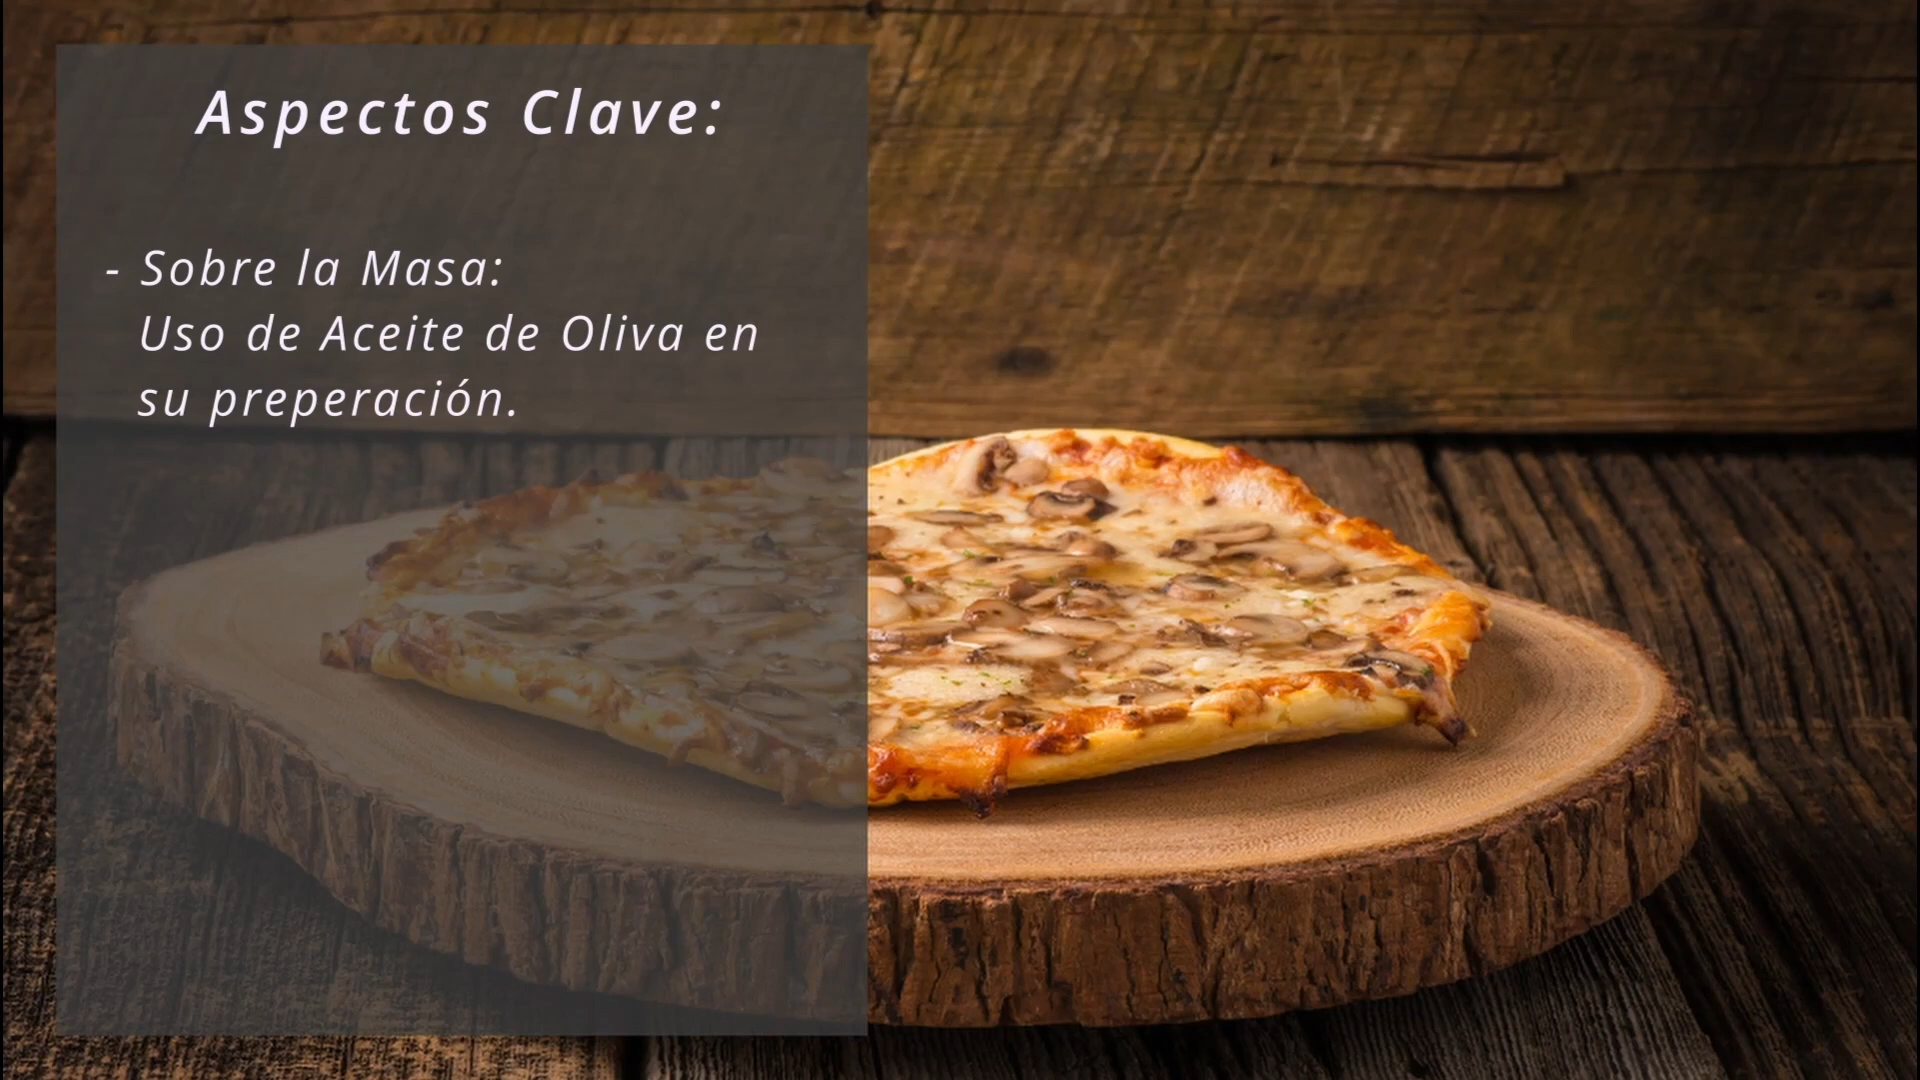 Aspectos Clave:
- Sobre la Masa:
Uso de Aceite de Oliva en
su preperación.